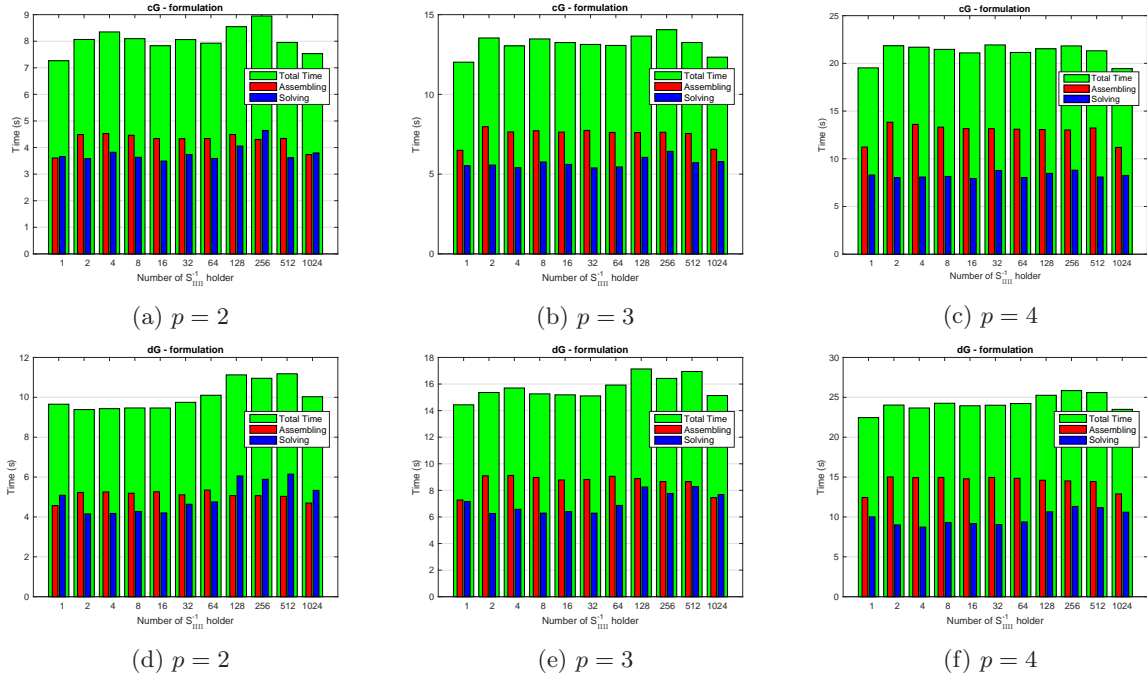 cG - formulation
9
8
7
6
5
4
3
2
1
0
Time (s)
Total Time
Assembling
Solving
1 2 4 8 16 32 64 128 256 512 1024
Number of S⁻¹_ΠΠ holder
(a) p = 2
cG - formulation
15
10
5
0
Time (s)
Total Time
Assembling
Solving
1 2 4 8 16 32 64 128 256 512 1024
Number of S⁻¹_ΠΠ holder
(b) p = 3
cG - formulation
25
20
15
10
5
0
Time (s)
Total Time
Assembling
Solving
1 2 4 8 16 32 64 128 256 512 1024
Number of S⁻¹_ΠΠ holder
(c) p = 4
dG - formulation
12
10
8
6
4
2
0
Time (s)
Total Time
Assembling
Solving
1 2 4 8 16 32 64 128 256 512 1024
Number of S⁻¹_ΠΠ holder
(d) p = 2
dG - formulation
18
16
14
12
10
8
6
4
2
0
Time (s)
Total Time
Assembling
Solving
1 2 4 8 16 32 64 128 256 512 1024
Number of S⁻¹_ΠΠ holder
(e) p = 3
dG - formulation
30
25
20
15
10
5
0
Time (s)
Total Time
Assembling
Solving
1 2 4 8 16 32 64 128 256 512 1024
Number of S⁻¹_ΠΠ holder
(f) p = 4